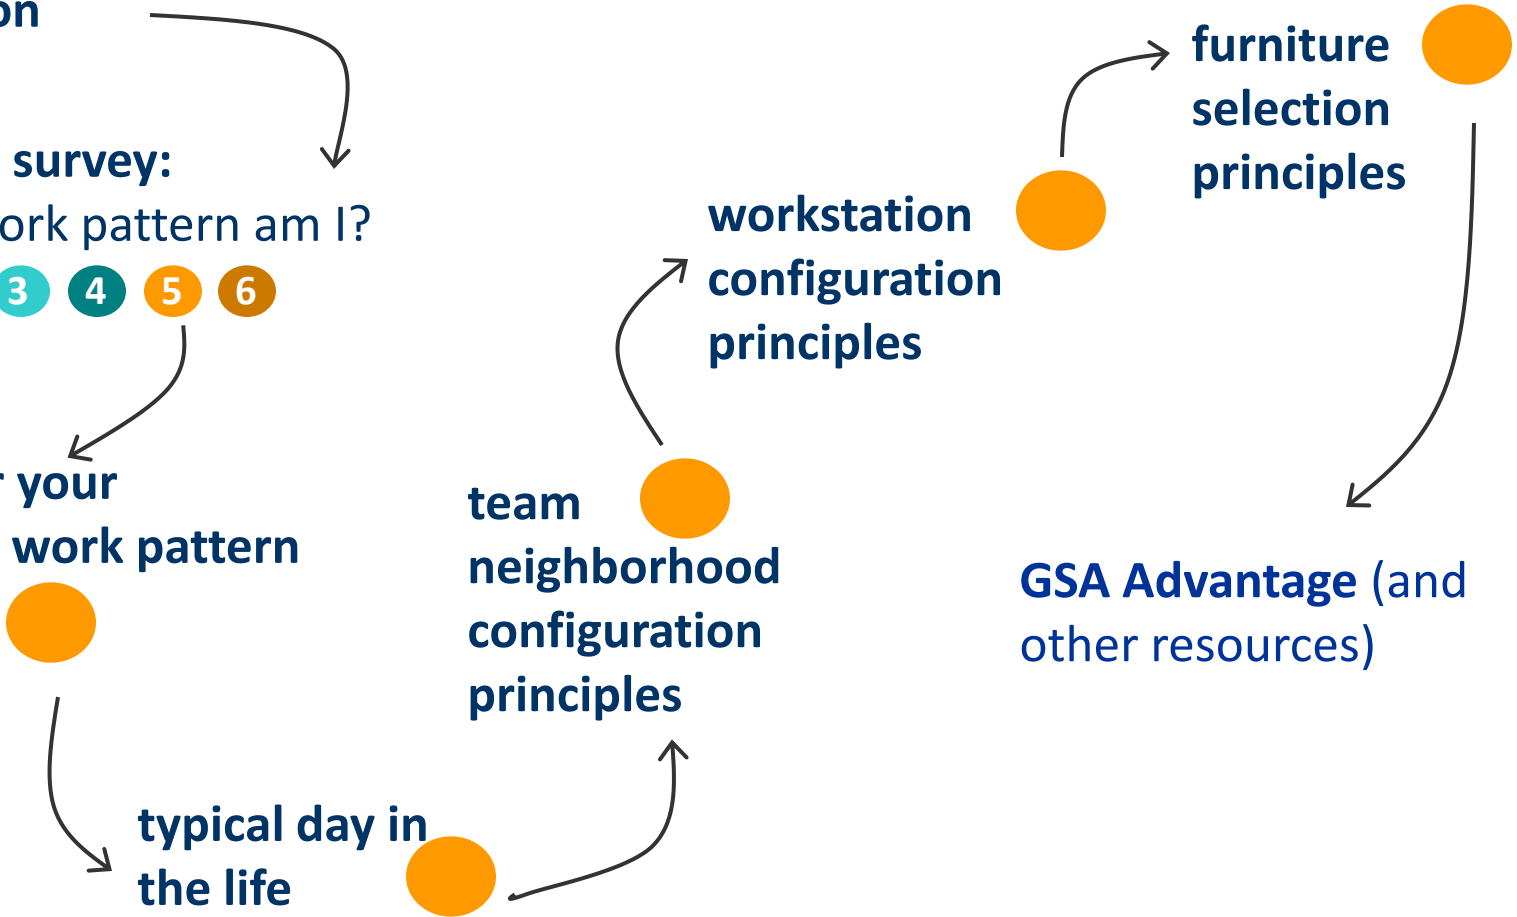 on
survey:
ork pattern am I?
3 4 5 6
r your
work pattern
typical day in
the life
team
neighborhood
configuration
principles
workstation
configuration
principles
furniture
selection
principles
GSA Advantage (and
other resources)